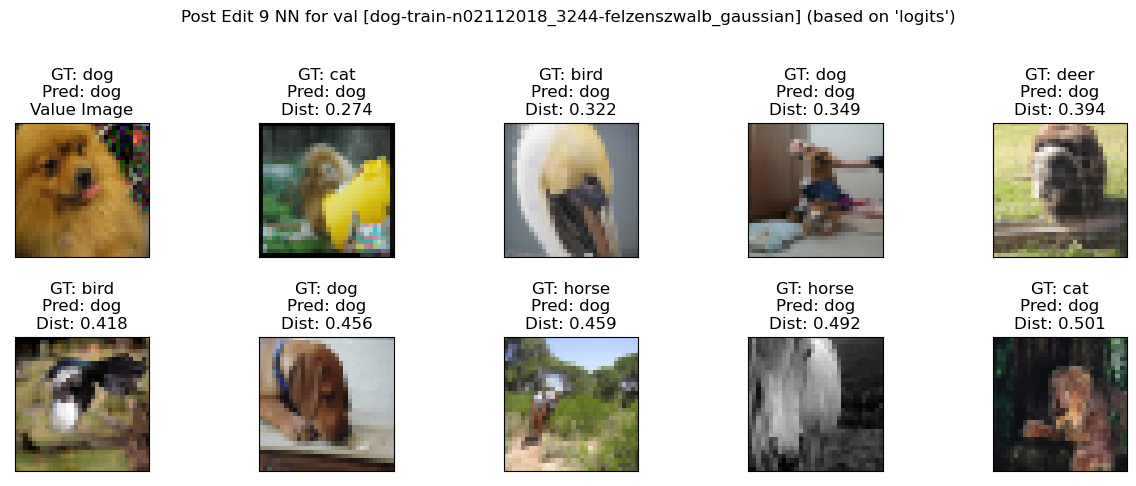 Post Edit 9 NN for val [dog-train-n02112018_3244-felzenszwalb_gaussian] (based on 'logits')
GT: dog
Pred: dog
Value Image
GT: cat
Pred: dog
Dist: 0.274
GT: bird
Pred: dog
Dist: 0.322
GT: dog
Pred: dog
Dist: 0.349
GT: deer
Pred: dog
Dist: 0.394
GT: bird
Pred: dog
Dist: 0.418
GT: dog
Pred: dog
Dist: 0.456
GT: horse
Pred: dog
Dist: 0.459
GT: horse
Pred: dog
Dist: 0.492
GT: cat
Pred: dog
Dist: 0.501